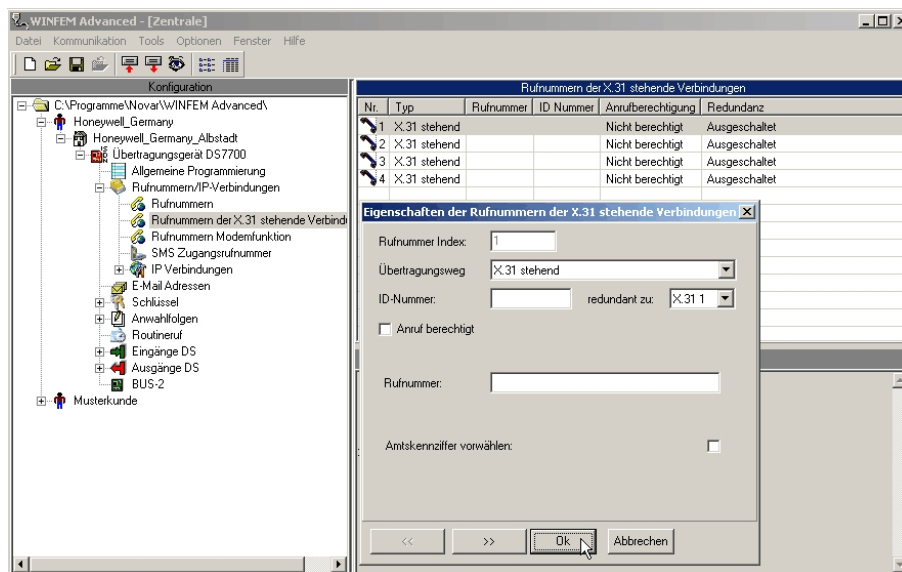 WINFEM Advanced - [Zentrale]
Datei Kommunikation Tools Optionen Fenster Hilfe
Konfiguration
C:\Programme\Novar\WINFEM Advanced\
Honeywell_Germany
Honeywell_Germany_Albstadt
Übertragungsgerät DS7700
Allgemeine Programmierung
Rufnummern/IP-Verbindungen
Rufnummern
Rufnummern der X.31 stehende Verbind
Rufnummern Modemfunktion
SMS Zugangsrufnummer
IP Verbindungen
E-Mail Adressen
Schlüssel
Anwahlfolgen
Routineruf
Eingänge DS
Ausgänge DS
BUS-2
Musterkunde
Rufnummern der X.31 stehende Verbindungen
Nr. Typ Rufnummer ID Nummer Anrufberechtigung Redundanz
1 X.31 stehend Nicht berechtigt Ausgeschaltet
2 X.31 stehend Nicht berechtigt Ausgeschaltet
3 X.31 stehend Nicht berechtigt Ausgeschaltet
4 X.31 stehend Nicht berechtigt Ausgeschaltet
Eigenschaften der Rufnummern der X.31 stehende Verbindungen
Rufnummer Index: 1
Übertragungsweg X.31 stehend
ID-Nummer: redundant zu: X.31 1
Anruf berechtigt
Rufnummer:
Amtskennziffer vorwählen:
<< >> Ok Abbrechen